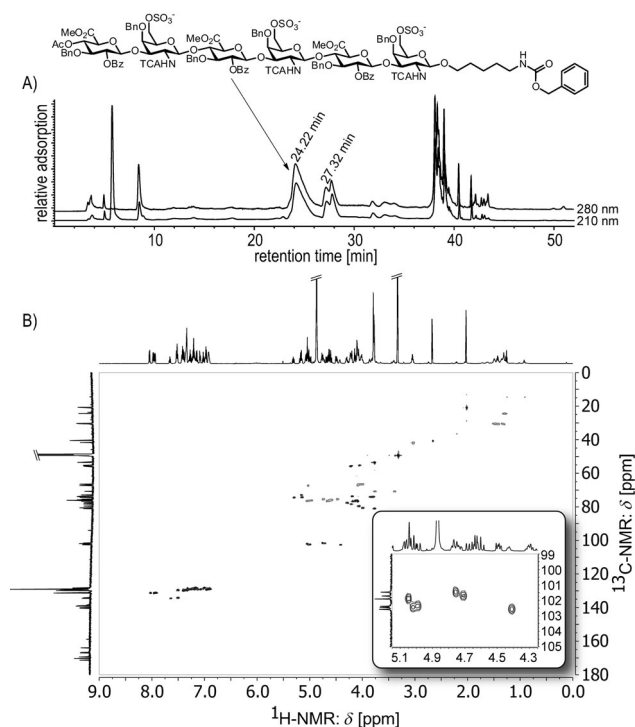 OSO3-
OSO3-
OSO3-
BnO
BnO
BnO
MeO2C
MeO2C
MeO2C
AcO
BnO
OBz
TCAHN
BnO
OBz
TCAHN
BnO
OBz
TCAHN
O
O
NH
O
O
A)
relative adsorption
24.22 min
27.32 min
280 nm
210 nm
10 20 30 40 50
retention time [min]
B)
0
20
40
60
80
100
120
140
160
180
13C-NMR: δ [ppm]
99
100
101
102
103
104
105
5.1 4.9 4.7 4.5 4.3
9.0 8.0 7.0 6.0 5.0 4.0 3.0 2.0 1.0 0.0
1H-NMR: δ [ppm]